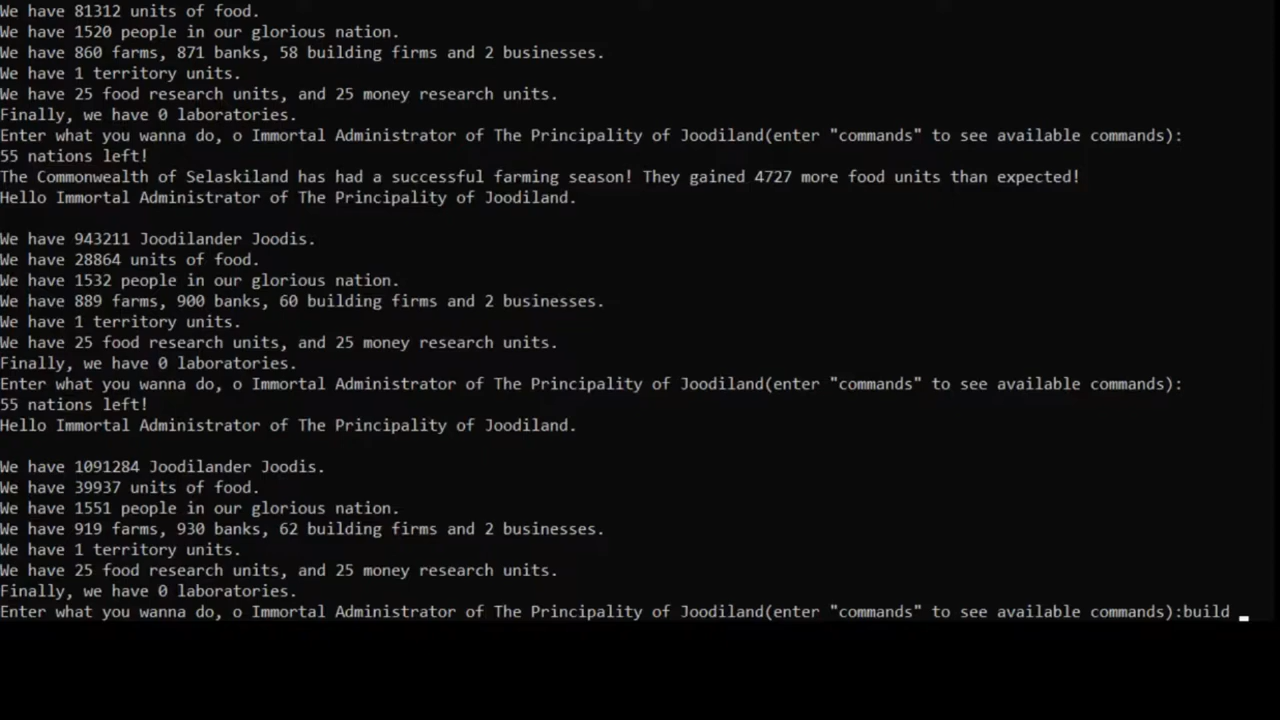 We have 81312 units of food.
We have 1520 people in our glorious nation.
We have 860 farms, 871 banks, 58 building firms and 2 businesses.
We have 1 territory units.
We have 25 food research units, and 25 money research units.
Finally, we have 0 laboratories.
Enter what you wanna do, o Immortal Administrator of The Principality of Joodiland(enter "commands" to see available commands):
55 nations left!
The Commonwealth of Selaskiland has had a successful farming season! They gained 4727 more food units than expected!
Hello Immortal Administrator of The Principality of Joodiland.
We have 943211 Joodilander Joodis.
We have 28864 units of food.
We have 1532 people in our glorious nation.
We have 889 farms, 900 banks, 60 building firms and 2 businesses.
We have 1 territory units.
We have 25 food research units, and 25 money research units.
Finally, we have 0 laboratories.
Enter what you wanna do, o Immortal Administrator of The Principality of Joodiland(enter "commands" to see available commands):
55 nations left!
Hello Immortal Administrator of The Principality of Joodiland.
We have 1091284 Joodilander Joodis.
We have 39937 units of food.
We have 1551 people in our glorious nation.
We have 919 farms, 930 banks, 62 building firms and 2 businesses.
We have 1 territory units.
We have 25 food research units, and 25 money research units.
Finally, we have 0 laboratories.
Enter what you wanna do, o Immortal Administrator of The Principality of Joodiland(enter "commands" to see available commands):build